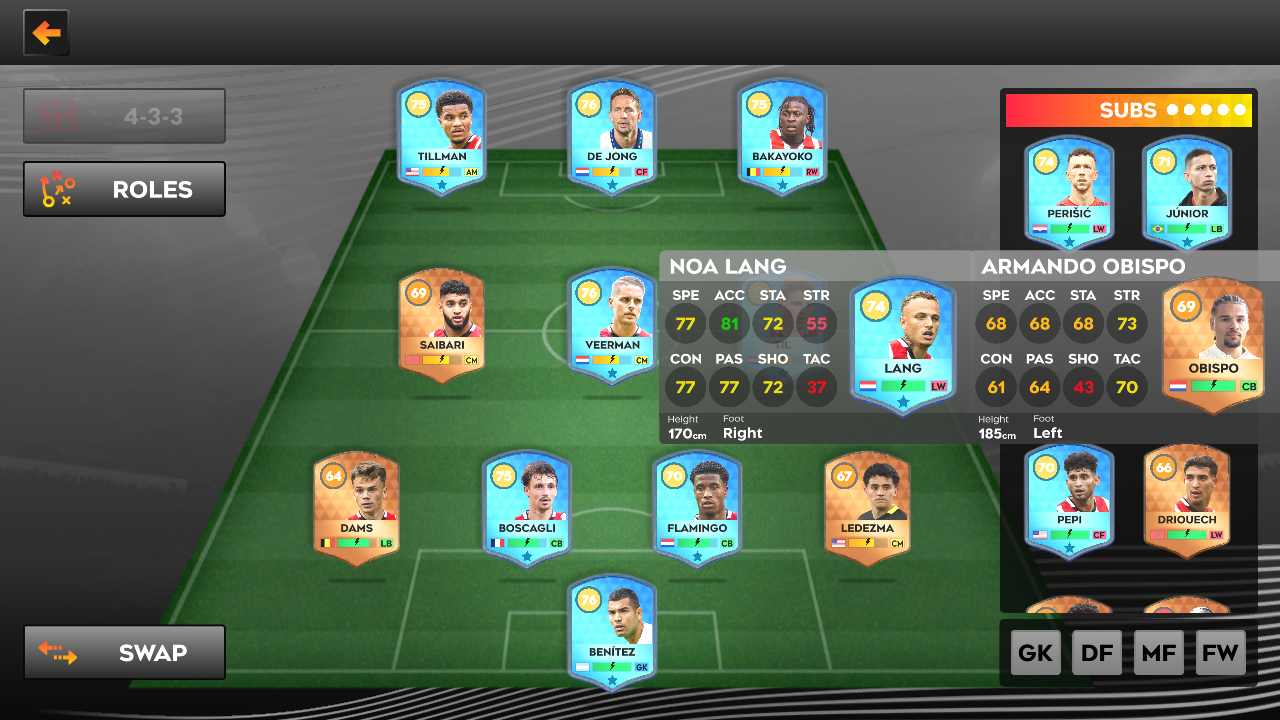 4-3-3
ROLES
75
TILLMAN
AM
76
DE JONG
CF
75
BAKAYOKO
RW
SUBS
74
PERIŠIĆ
LW
71
JÚNIOR
LB
69
SAIBARI
CM
76
VEERMAN
CM
TIL
NOA LANG
SPE ACC STA STR
77 81 72 55
CON PAS SHO TAC
77 77 72 37
Height Foot
170cm Right
74
LANG
LW
ARMANDO OBISPO
SPE ACC STA STR
68 68 68 73
CON PAS SHO TAC
61 64 43 70
Height Foot
185cm Left
69
OBISPO
CB
64
DAMS
LB
75
BOSCAGLI
CB
70
FLAMINGO
CB
67
LEDEZMA
CM
70
PEPI
CF
66
DRIOUECH
LW
76
BENÍTEZ
GK
SWAP
GK DF MF FW